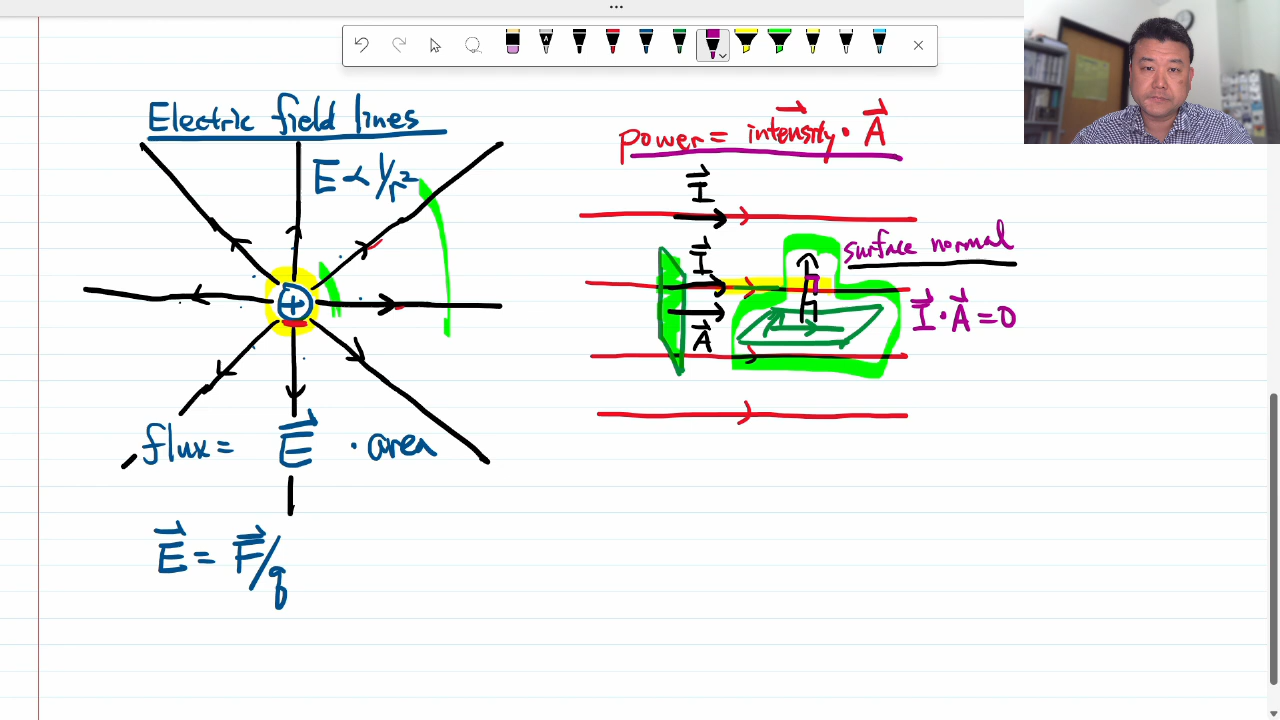 Electric field lines
E ∝ 1/r²
+
flux = E⃗ · area
E⃗ = F⃗/q
power = intensity⃗ · A⃗
I⃗
I⃗
surface normal
A⃗
I⃗ · A⃗ = 0